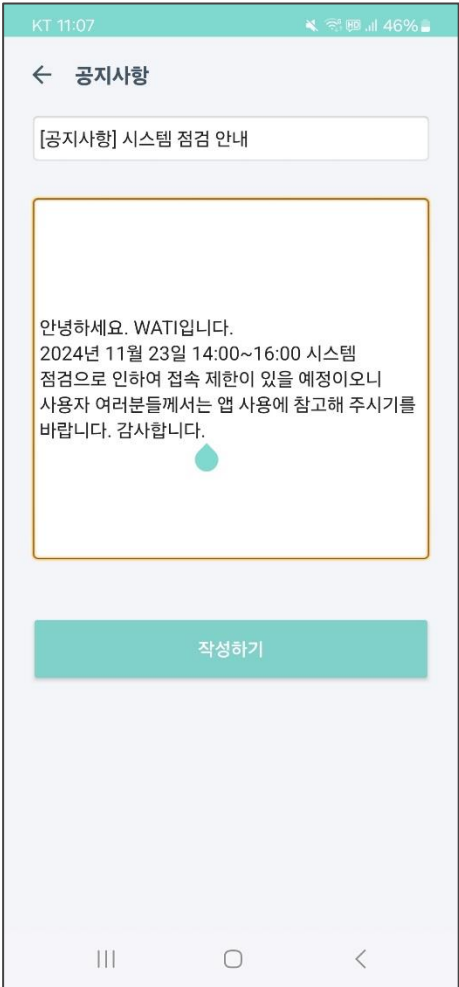 KT 11:07
46%
← 공지사항
[공지사항] 시스템 점검 안내
안녕하세요. WATI입니다.
2024년 11월 23일 14:00~16:00 시스템
점검으로 인하여 접속 제한이 있을 예정이오니
사용자 여러분들께서는 앱 사용에 참고해 주시기를
바랍니다. 감사합니다.
작성하기